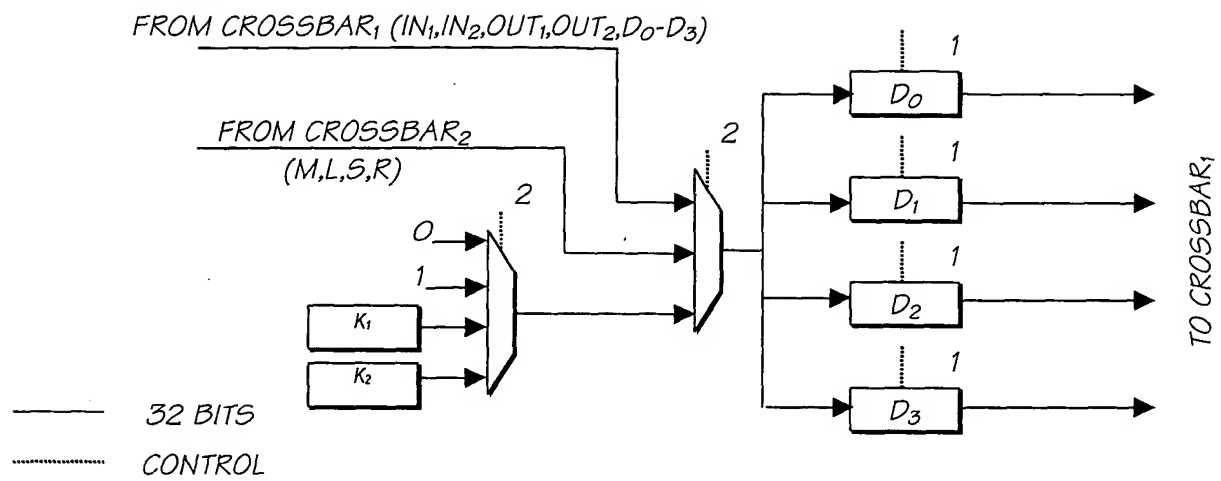 FROM CROSSBAR₁ (IN₁,IN₂,OUT₁,OUT₂,D₀-D₃)
1
D₀
2
FROM CROSSBAR₂
(M,L,S,R)
1
D₁
2
0
1
1
D₂
K₁
K₂
1
D₃
TO CROSSBAR₁
32 BITS
CONTROL